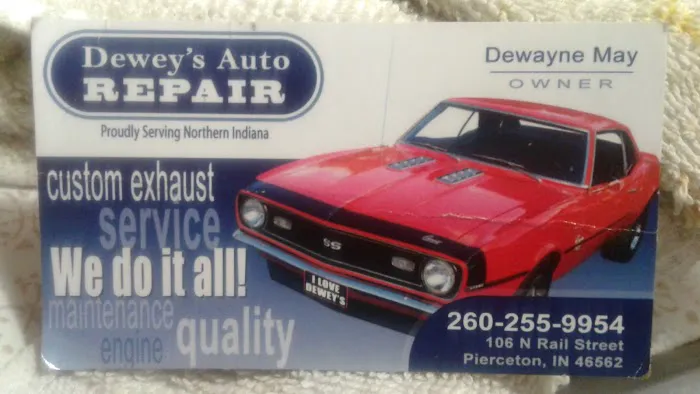 Dewey's Auto
REPAIR
Proudly Serving Northern Indiana
Dewayne May
OWNER
custom exhaust
service
We do it all!
maintenance
quality
engine
SS
I LOVE
DEWEY'S
260-255-9954
106 N Rail Street
Pierceton, IN 46562